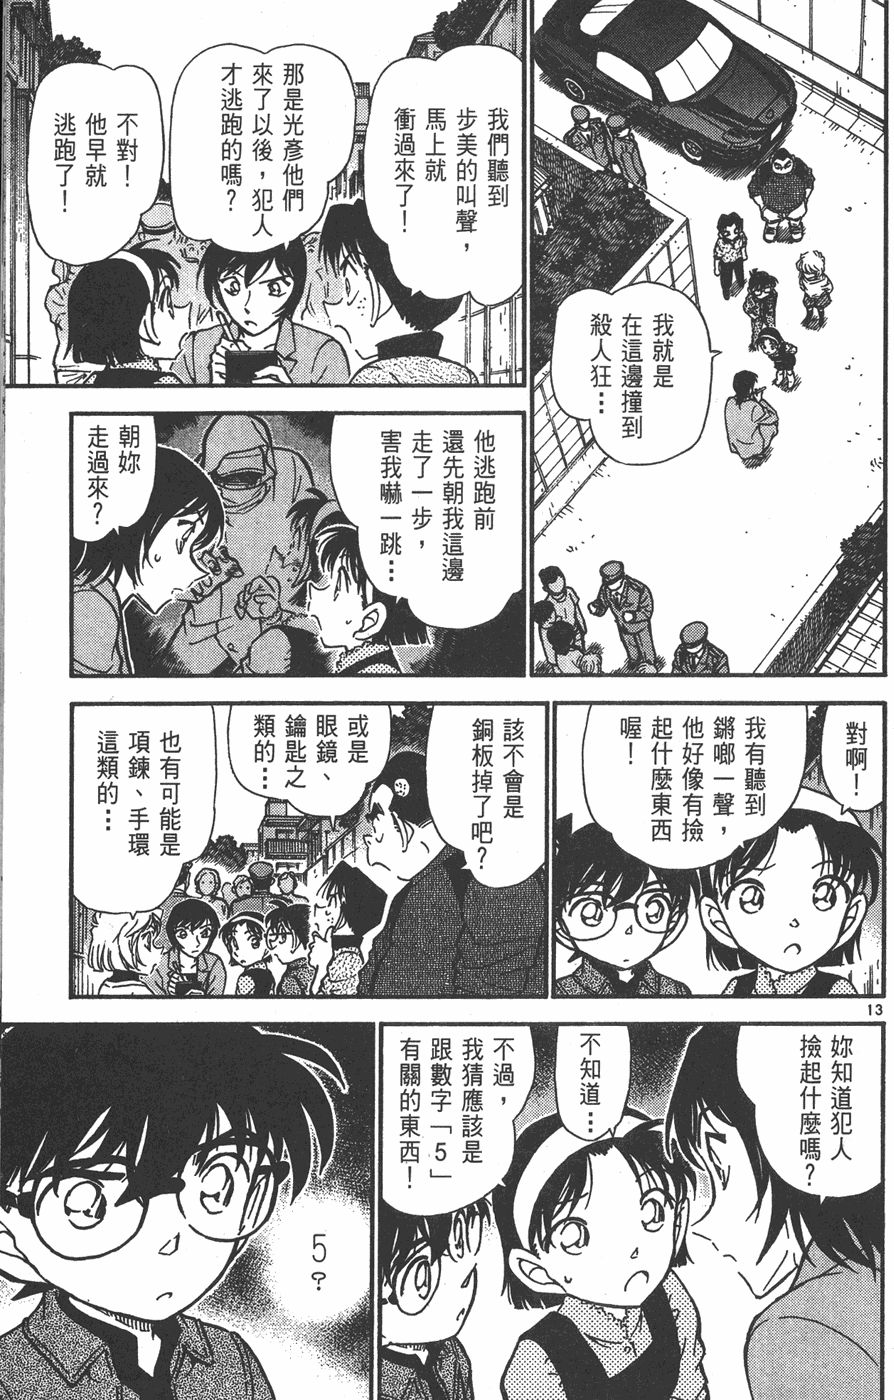 我就是
在這邊撞到
殺人狂…
我們聽到
步美的叫聲，
馬上就
衝過來了！
那是光彥他們
來了以後，犯人
才逃跑的嗎？
不對！
他早就
逃跑了！
他逃跑前
還先朝我這邊
走了一步，
害我嚇一跳…
朝妳
走過來？
對啊！
我有聽到
鏘啷一聲，
他好像有撿
起什麼東西
喔！
該不會是
銅板掉了吧？
或是
眼鏡、
鑰匙之
類的…
也有可能是
項鍊、手環
這類的…
13
妳知道犯人
撿起什麼嗎？
不知道…
不過，
我猜應該是
跟數字「5」
有關的東西！
5？